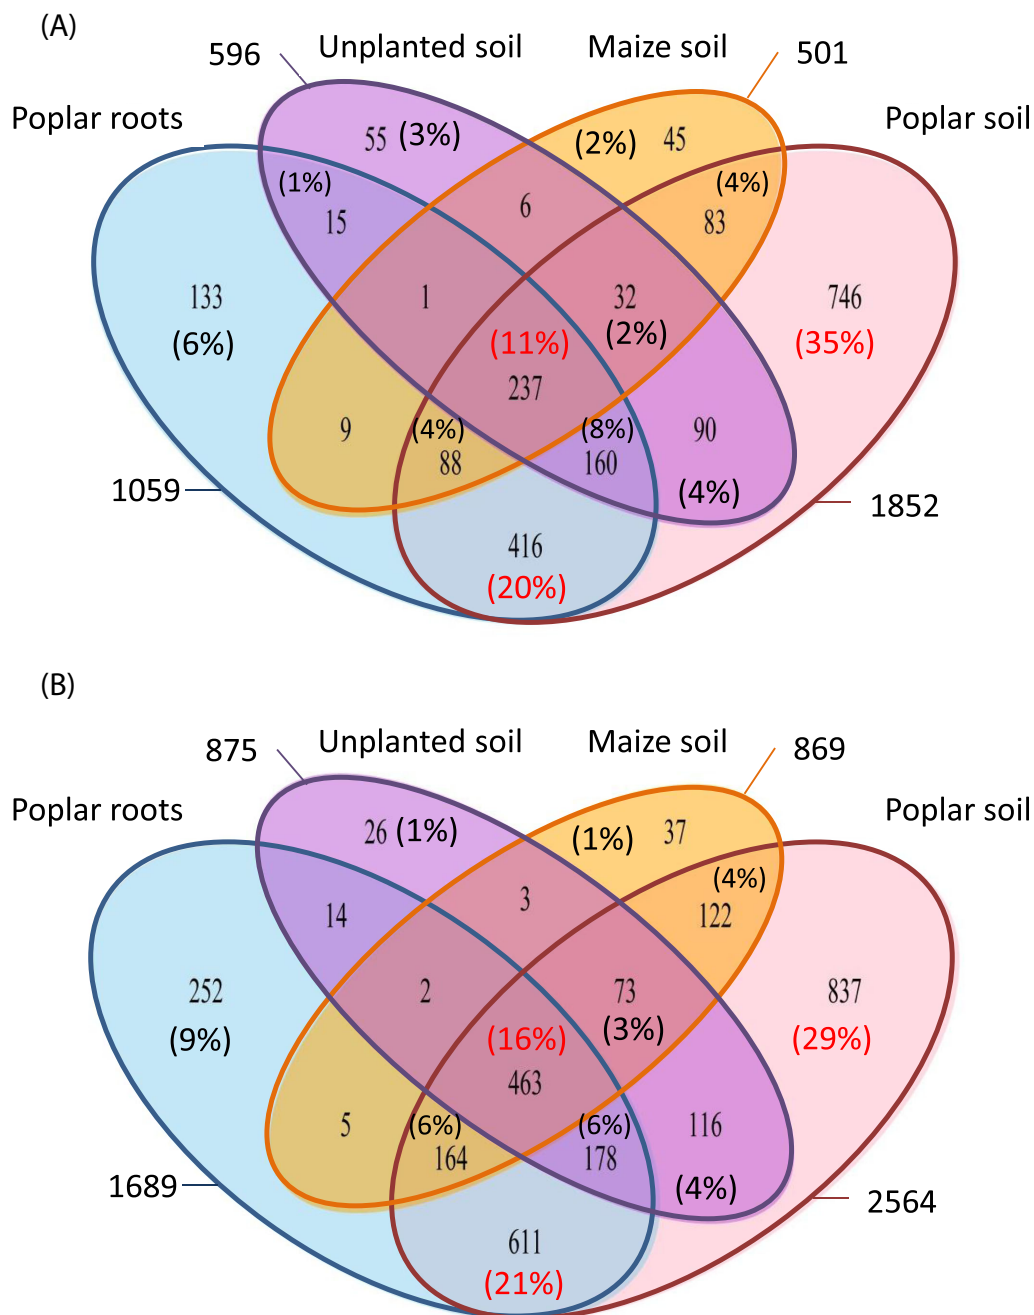 (A)
596 Unplanted soil Maize soil 501
Poplar roots Poplar soil
55 (3%) (2%) 45
(1%) (4%)
15 6 83
133 1 32 746
(6%) (11%) (2%) (35%)
237
9 (4%) (8%) 90
88 160
1059 (4%) 1852
416
(20%)
(B)
875 Unplanted soil Maize soil 869
Poplar roots Poplar soil
26 (1%) (1%) 37
(4%)
14 3 122
252 2 73 837
(9%) (16%) (3%) (29%)
463
5 (6%) (6%) 116
164 178
1689 (4%) 2564
611
(21%)